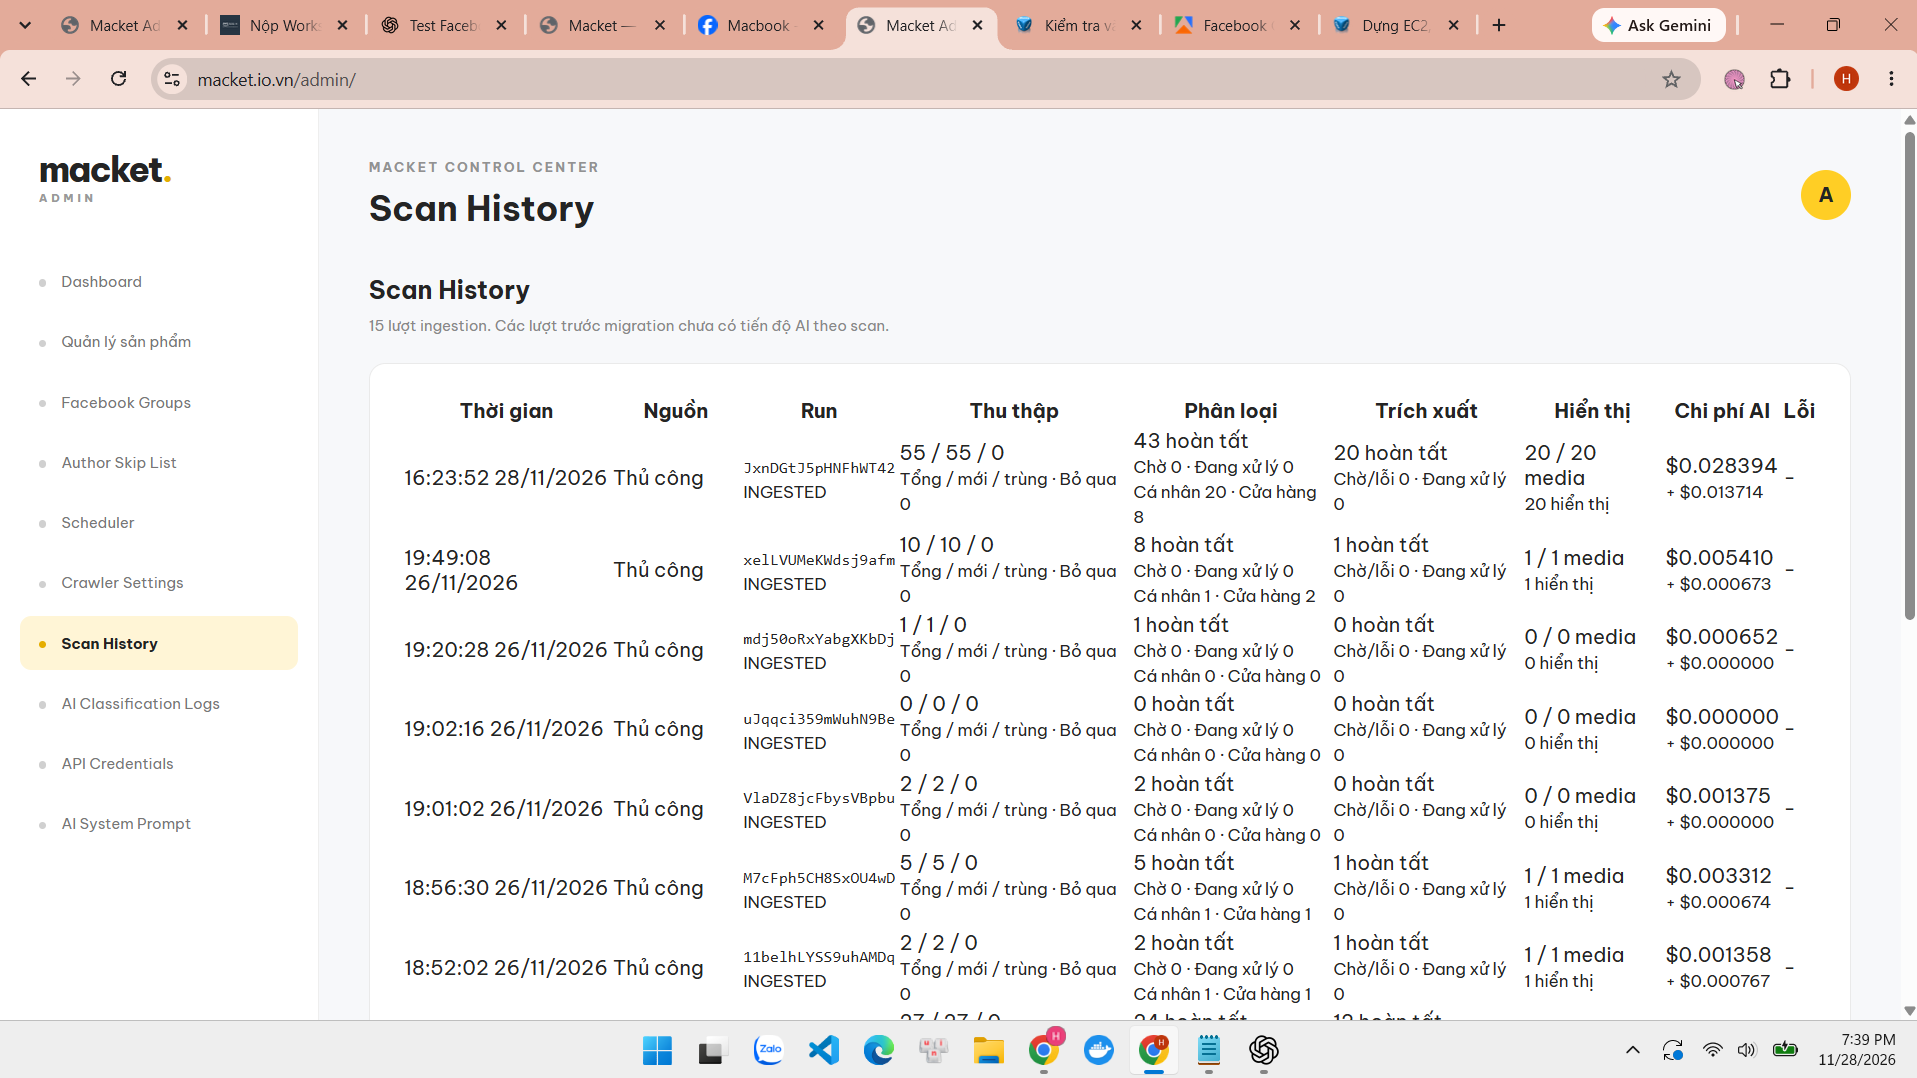 Macket Ad
Nộp Works
Test Faceb
Macket —
Macbook -
Macket Ad
Kiểm tra và
Facebook
Dựng EC2,
Ask Gemini
macket.io.vn/admin/
H
macket.
ADMIN
Dashboard
Quản lý sản phẩm
Facebook Groups
Author Skip List
Scheduler
Crawler Settings
Scan History
AI Classification Logs
API Credentials
AI System Prompt
MACKET CONTROL CENTER
Scan History
A
Scan History
15 lượt ingestion. Các lượt trước migration chưa có tiến độ AI theo scan.
Thời gian Nguồn Run Thu thập Phân loại Trích xuất Hiển thị Chi phí AI Lỗi
16:23:52 28/11/2026
Thủ công
JxnDGtJ5pHNFhWT42
INGESTED
55 / 55 / 0
Tổng / mới / trùng · Bỏ qua
0
43 hoàn tất
Chờ 0 · Đang xử lý 0
Cá nhân 20 · Cửa hàng
8
20 hoàn tất
Chờ/lỗi 0 · Đang xử lý
0
20 / 20
media
20 hiển thị
$0.028394
+ $0.013714
-
19:49:08
26/11/2026
Thủ công
xelLVUMeKWdsj9afm
INGESTED
10 / 10 / 0
Tổng / mới / trùng · Bỏ qua
0
8 hoàn tất
Chờ 0 · Đang xử lý 0
Cá nhân 1 · Cửa hàng 2
1 hoàn tất
Chờ/lỗi 0 · Đang xử lý
0
1 / 1 media
1 hiển thị
$0.005410
+ $0.000673
-
19:20:28 26/11/2026
Thủ công
mdj50oRxYabgXKbDj
INGESTED
1 / 1 / 0
Tổng / mới / trùng · Bỏ qua
0
1 hoàn tất
Chờ 0 · Đang xử lý 0
Cá nhân 0 · Cửa hàng 0
0 hoàn tất
Chờ/lỗi 0 · Đang xử lý
0
0 / 0 media
0 hiển thị
$0.000652
+ $0.000000
-
19:02:16 26/11/2026
Thủ công
uJqqci359mWuhN9Be
INGESTED
0 / 0 / 0
Tổng / mới / trùng · Bỏ qua
0
0 hoàn tất
Chờ 0 · Đang xử lý 0
Cá nhân 0 · Cửa hàng 0
0 hoàn tất
Chờ/lỗi 0 · Đang xử lý
0
0 / 0 media
0 hiển thị
$0.000000
+ $0.000000
-
19:01:02 26/11/2026
Thủ công
VlaDZ8jcFbysVBpbu
INGESTED
2 / 2 / 0
Tổng / mới / trùng · Bỏ qua
0
2 hoàn tất
Chờ 0 · Đang xử lý 0
Cá nhân 0 · Cửa hàng 0
0 hoàn tất
Chờ/lỗi 0 · Đang xử lý
0
0 / 0 media
0 hiển thị
$0.001375
+ $0.000000
-
18:56:30 26/11/2026
Thủ công
M7cFph5CH8SxOU4wD
INGESTED
5 / 5 / 0
Tổng / mới / trùng · Bỏ qua
0
5 hoàn tất
Chờ 0 · Đang xử lý 0
Cá nhân 1 · Cửa hàng 1
1 hoàn tất
Chờ/lỗi 0 · Đang xử lý
0
1 / 1 media
1 hiển thị
$0.003312
+ $0.000674
-
18:52:02 26/11/2026
Thủ công
11belhLYSS9uhAMDq
INGESTED
2 / 2 / 0
Tổng / mới / trùng · Bỏ qua
0
2 hoàn tất
Chờ 0 · Đang xử lý 0
Cá nhân 1 · Cửa hàng 1
1 hoàn tất
Chờ/lỗi 0 · Đang xử lý
0
1 / 1 media
1 hiển thị
$0.001358
+ $0.000767
-
Zalo
H
H
7:39 PM
11/28/2026